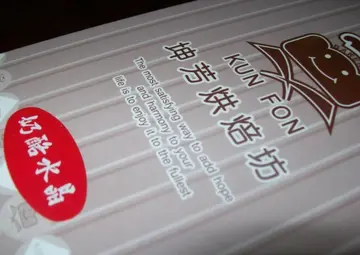 KUN FON
坤芳烘焙坊
The most satisfying way to add hope
and harmony to your
life is to enjoy it to the fullest
奶酪水晶